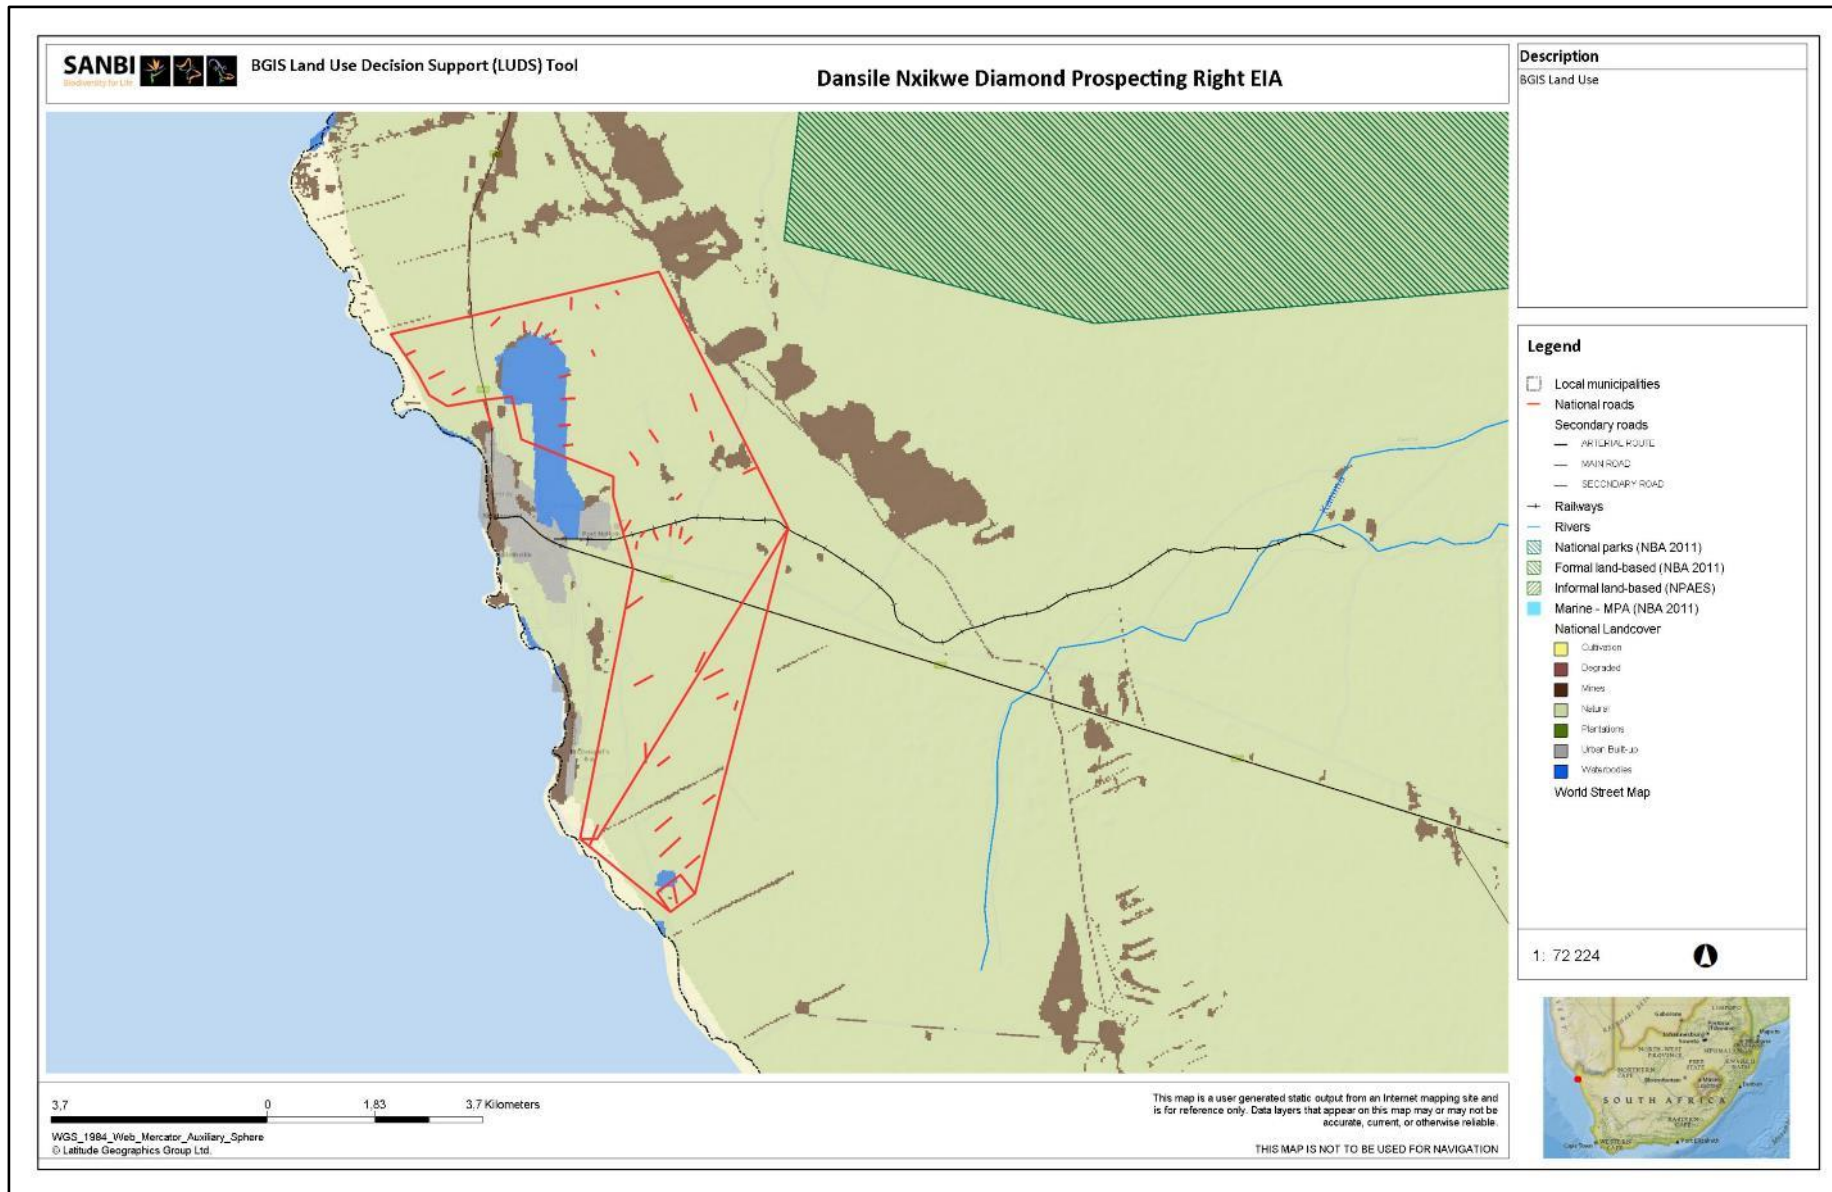 SANBI
Biodiversity for Life
BGIS Land Use Decision Support (LUDS) Tool
Dansile Nxikwe Diamond Prospecting Right EIA
Description
BGIS Land Use
Port Nolloth
Legend
Local municipalities
National roads
Secondary roads
ARTERIAL ROUTE
MAIN ROAD
SECONDARY ROAD
Railways
Rivers
National parks (NBA 2011)
Formal land-based (NBA 2011)
Informal land-based (NPAES)
Marine - MPA (NBA 2011)
National Landcover
Cultivation
Degraded
Mines
Natural
Plantations
Urban Built-up
Waterbodies
World Street Map
1: 72 224
SOUTH AFRICA
3,7 0 1,83 3,7 Kilometers
WGS_1984_Web_Mercator_Auxiliary_Sphere
© Latitude Geographics Group Ltd.
This map is a user generated static output from an Internet mapping site and
is for reference only. Data layers that appear on this map may or may not be
accurate, current, or otherwise reliable.
THIS MAP IS NOT TO BE USED FOR NAVIGATION